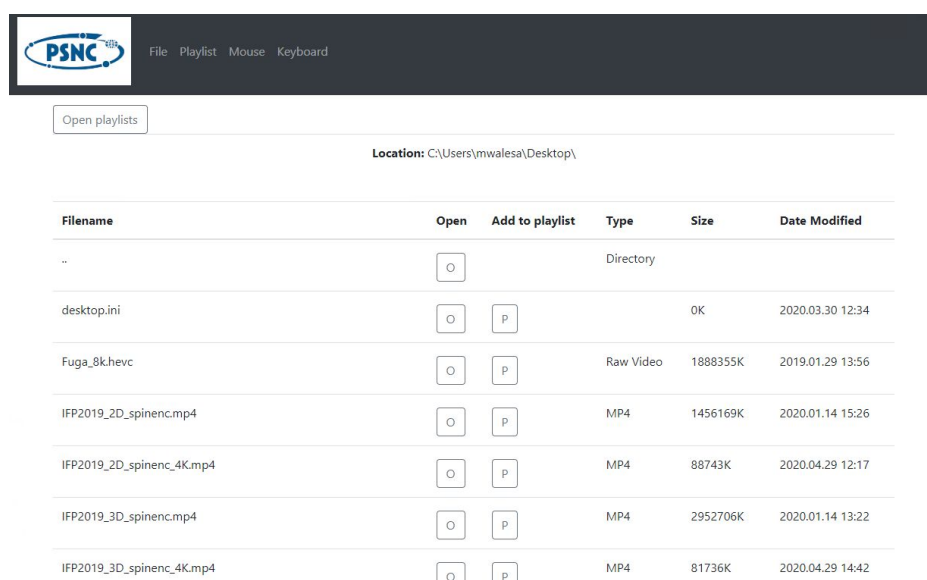 PSNC File Playlist Mouse Keyboard
Open playlists
Location: C:\Users\mwalesa\Desktop\
Filename Open Add to playlist Type Size Date Modified
.. O Directory
desktop.ini O P 0K 2020.03.30 12:34
Fuga_8k.hevc O P Raw Video 1888355K 2019.01.29 13:56
IFP2019_2D_spinenc.mp4 O P MP4 1456169K 2020.01.14 15:26
IFP2019_2D_spinenc_4K.mp4 O P MP4 88743K 2020.04.29 12:17
IFP2019_3D_spinenc.mp4 O P MP4 2952706K 2020.01.14 13:22
IFP2019_3D_spinenc_4K.mp4 O P MP4 81736K 2020.04.29 14:42